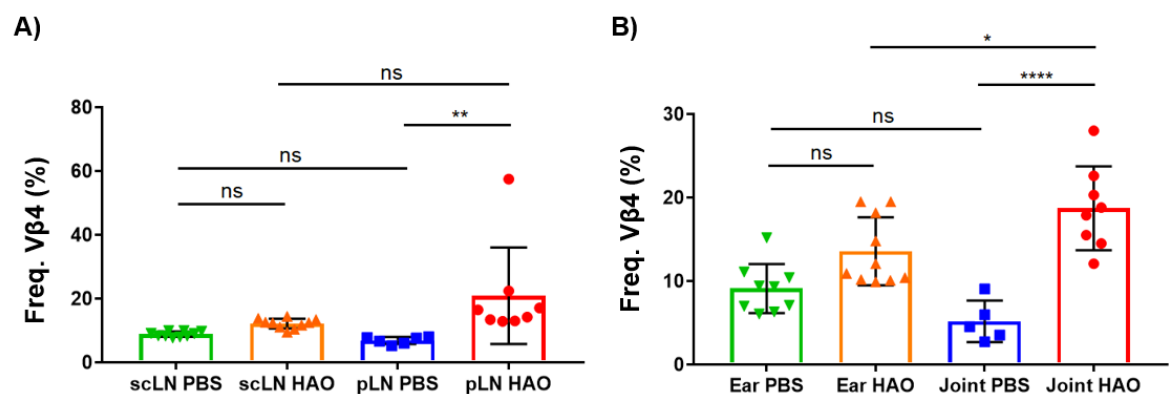 A)
ns
**
ns
ns
Freq. Vβ4 (%)
80
60
40
20
0
scLN PBS scLN HAO pLN PBS pLN HAO
B)
*
****
ns
ns
Freq. Vβ4 (%)
30
20
10
0
Ear PBS Ear HAO Joint PBS Joint HAO